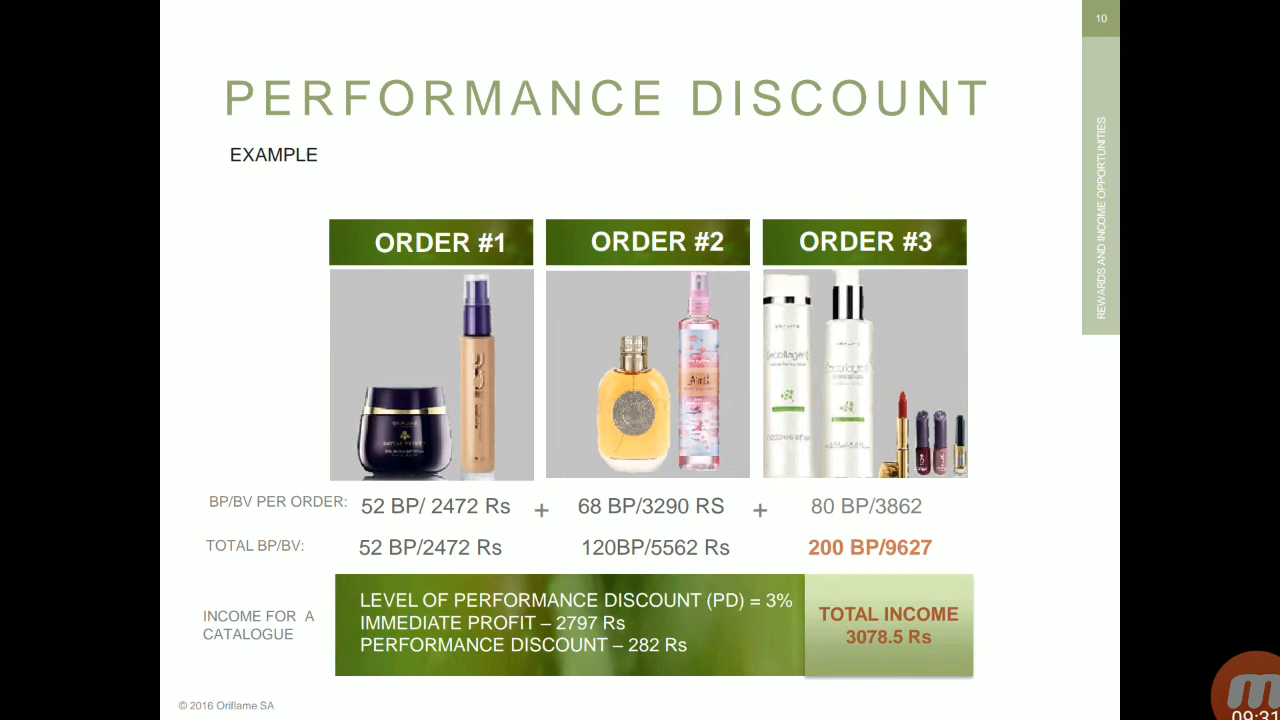 10
PERFORMANCE DISCOUNT
EXAMPLE
REWARDS AND INCOME OPPORTUNITIES
ORDER #1
ORDER #2
ORDER #3
BP/BV PER ORDER: 52 BP/ 2472 Rs + 68 BP/3290 RS + 80 BP/3862
TOTAL BP/BV: 52 BP/2472 Rs 120BP/5562 Rs 200 BP/9627
INCOME FOR A
CATALOGUE
LEVEL OF PERFORMANCE DISCOUNT (PD) = 3%
IMMEDIATE PROFIT – 2797 Rs
PERFORMANCE DISCOUNT – 282 Rs
TOTAL INCOME
3078.5 Rs
© 2016 Oriflame SA
09:31